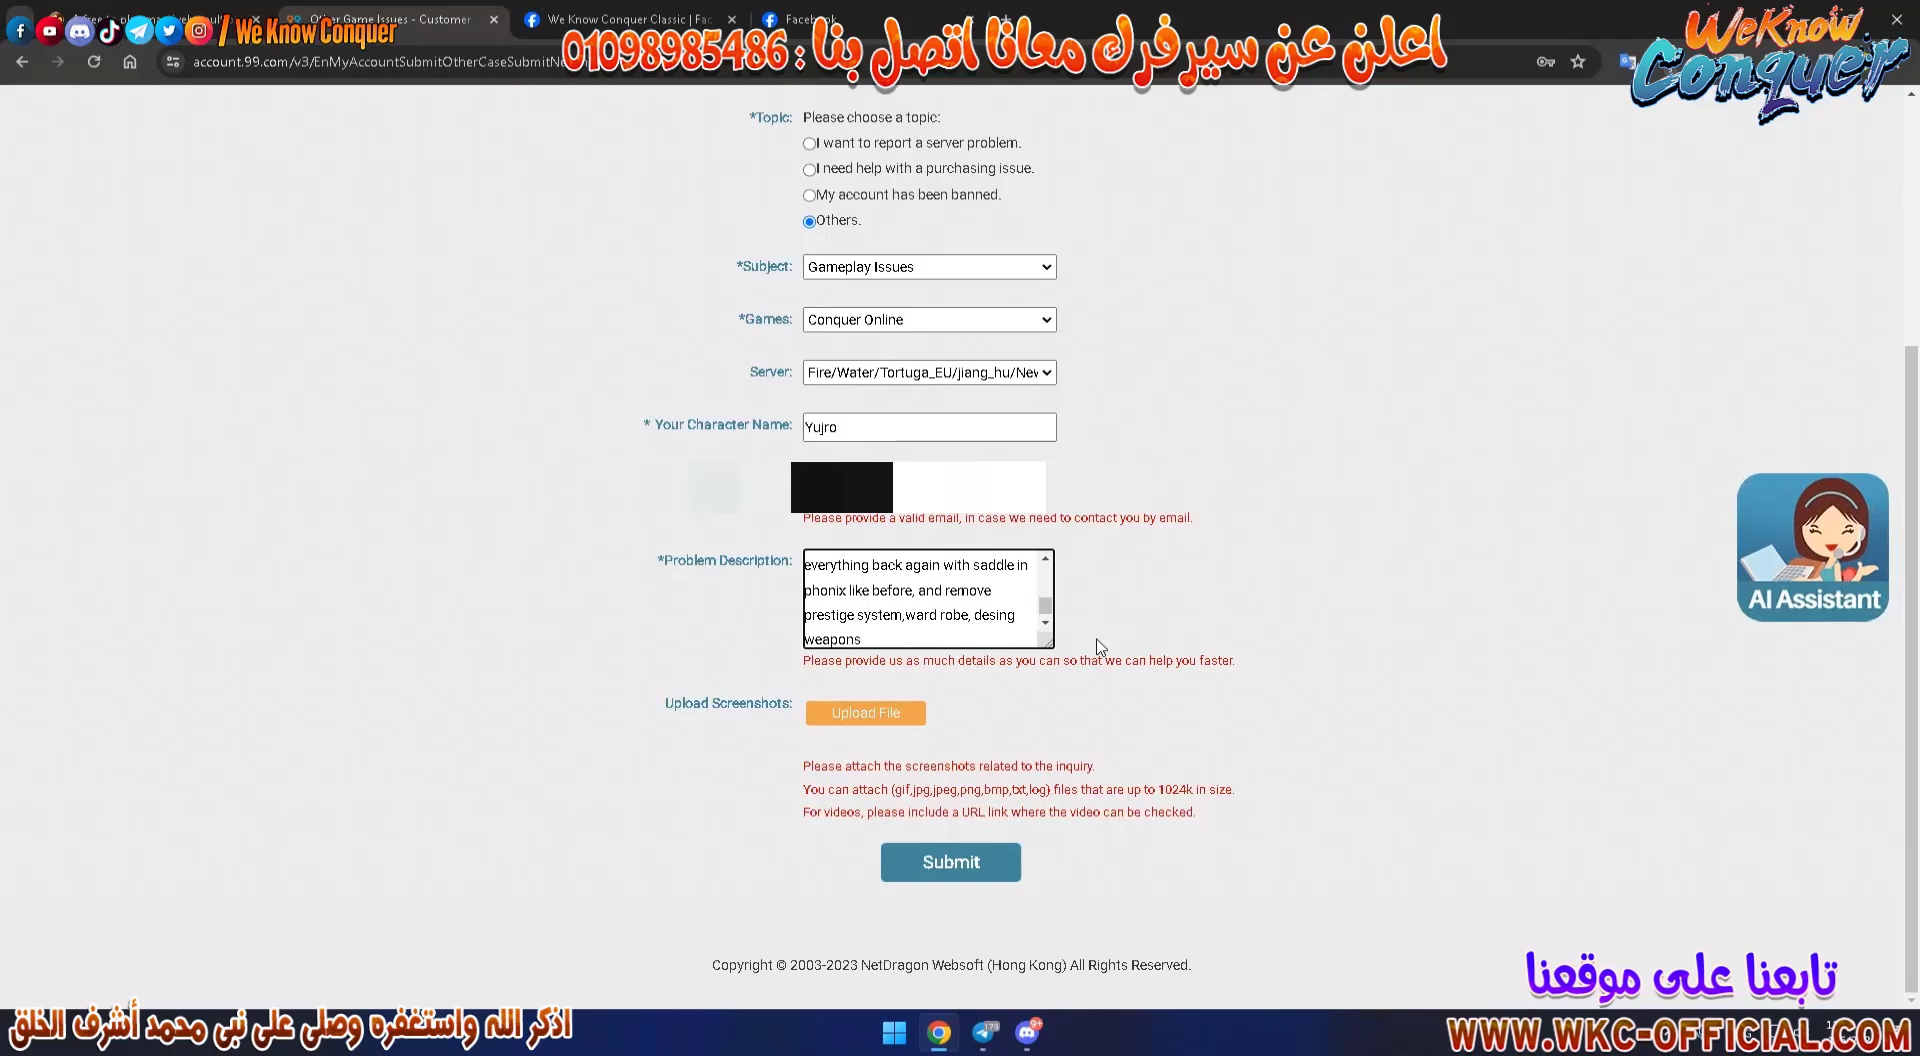 Other Game Issues - Customer
We Know Conquer Classic | Fac
Facebook
/ We Know Conquer
اعلن عن سيرفرك معانا اتصل بنا : 01098985486
WeKnow
Conquer
account.99.com/v3/EnMyAccountSubmitOtherCaseSubmitNe
*Topic: Please choose a topic:
I want to report a server problem.
I need help with a purchasing issue.
My account has been banned.
Others.
*Subject: Gameplay Issues
*Games: Conquer Online
Server: Fire/Water/Tortuga_EU/jiang_hu/Nev
* Your Character Name: Yujro
Please provide a valid email, in case we need to contact you by email.
*Problem Description: everything back again with saddle in
phonix like before, and remove
prestige system,ward robe, desing
weapons
Please provide us as much details as you can so that we can help you faster.
AI Assistant
Upload Screenshots: Upload File
Please attach the screenshots related to the inquiry.
You can attach (gif,jpg,jpeg,png,bmp,txt,log) files that are up to 1024k in size.
For videos, please include a URL link where the video can be checked.
Submit
Copyright © 2003-2023 NetDragon Websoft (Hong Kong) All Rights Reserved.
تابعنا على موقعنا
اذكر الله واستغفره وصلى على نبى محمد أشرف الخلق
179
9+
WWW.WKC-OFFICIAL.COM